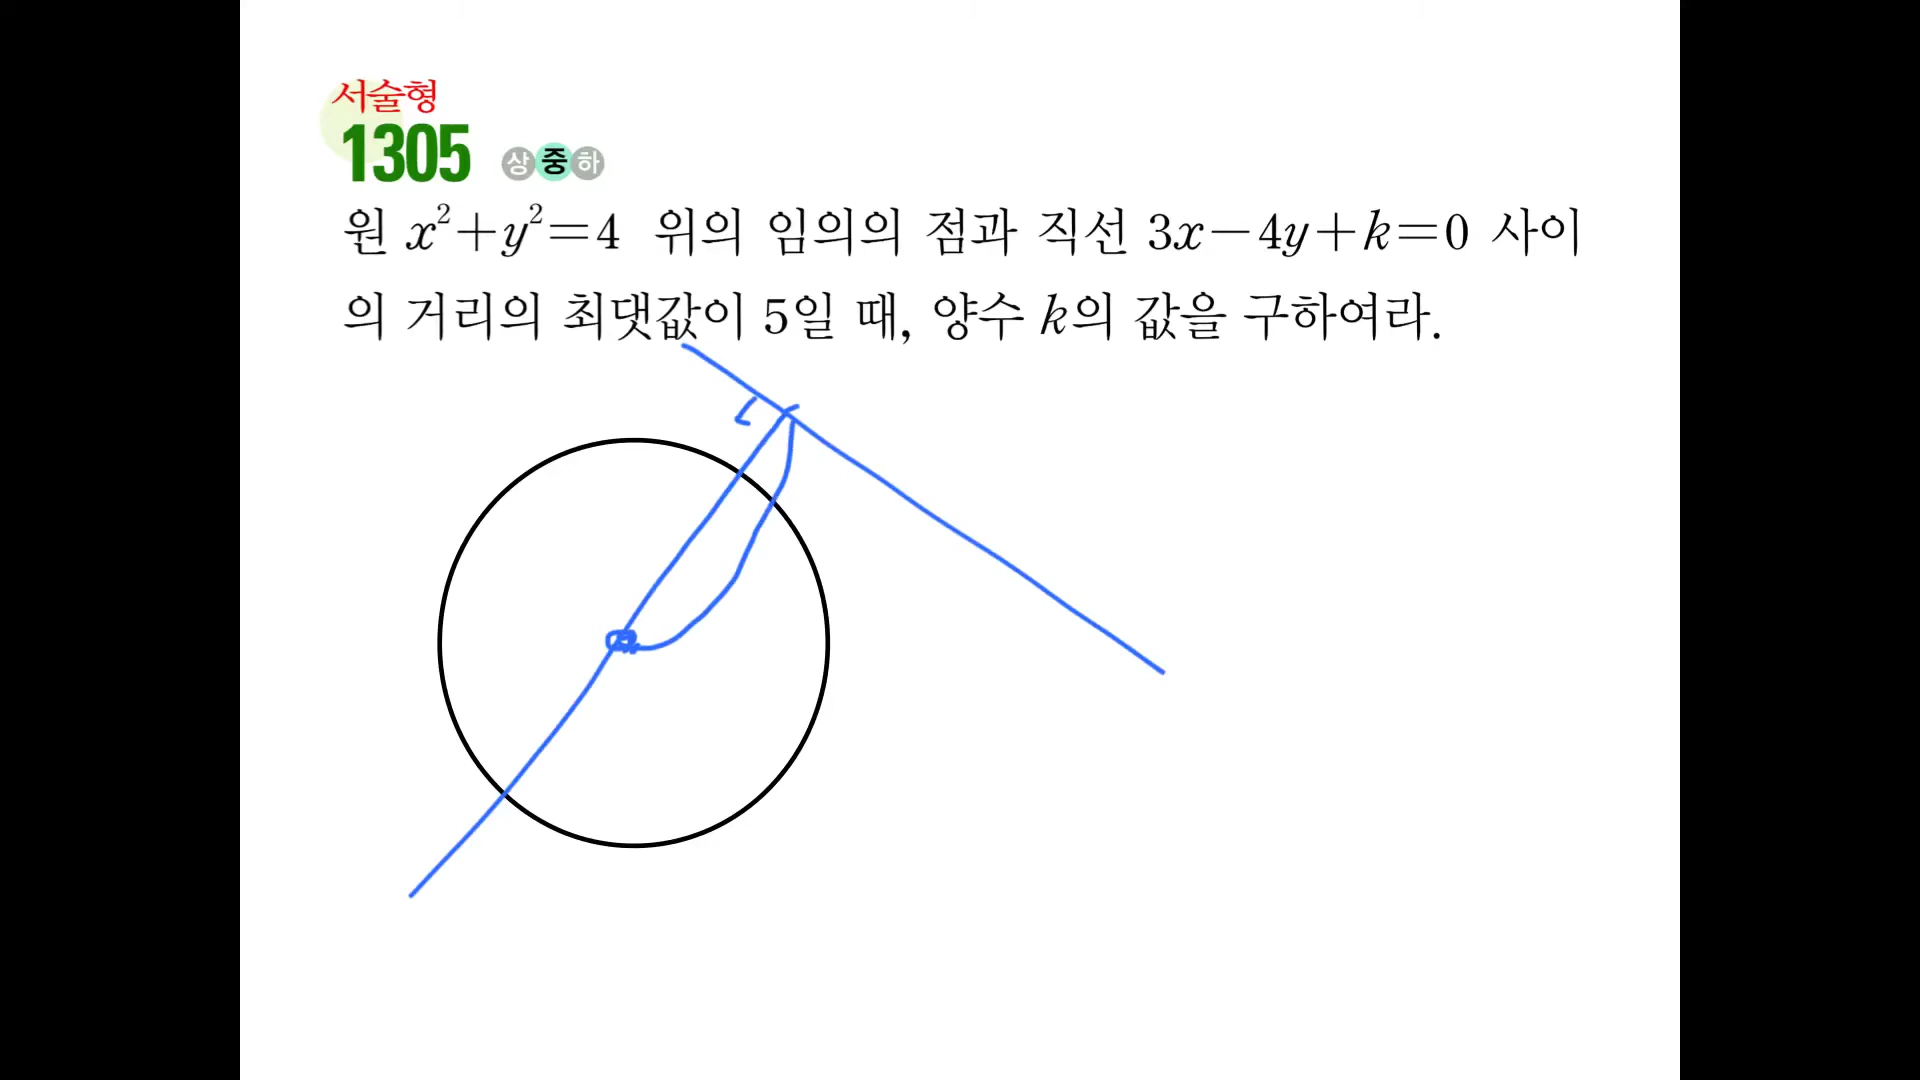 서술형
1305 상 중 하
원 x²+y²=4 위의 임의의 점과 직선 3x-4y+k=0 사이
의 거리의 최댓값이 5일 때, 양수 k의 값을 구하여라.